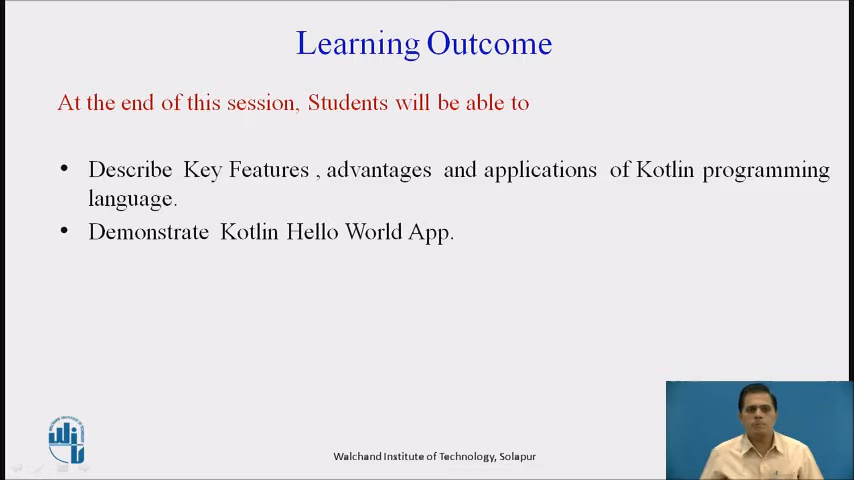 Learning Outcome
At the end of this session, Students will be able to
• Describe Key Features , advantages and applications of Kotlin programming
language.
• Demonstrate Kotlin Hello World App.
Walchand Institute of Technology, Solapur